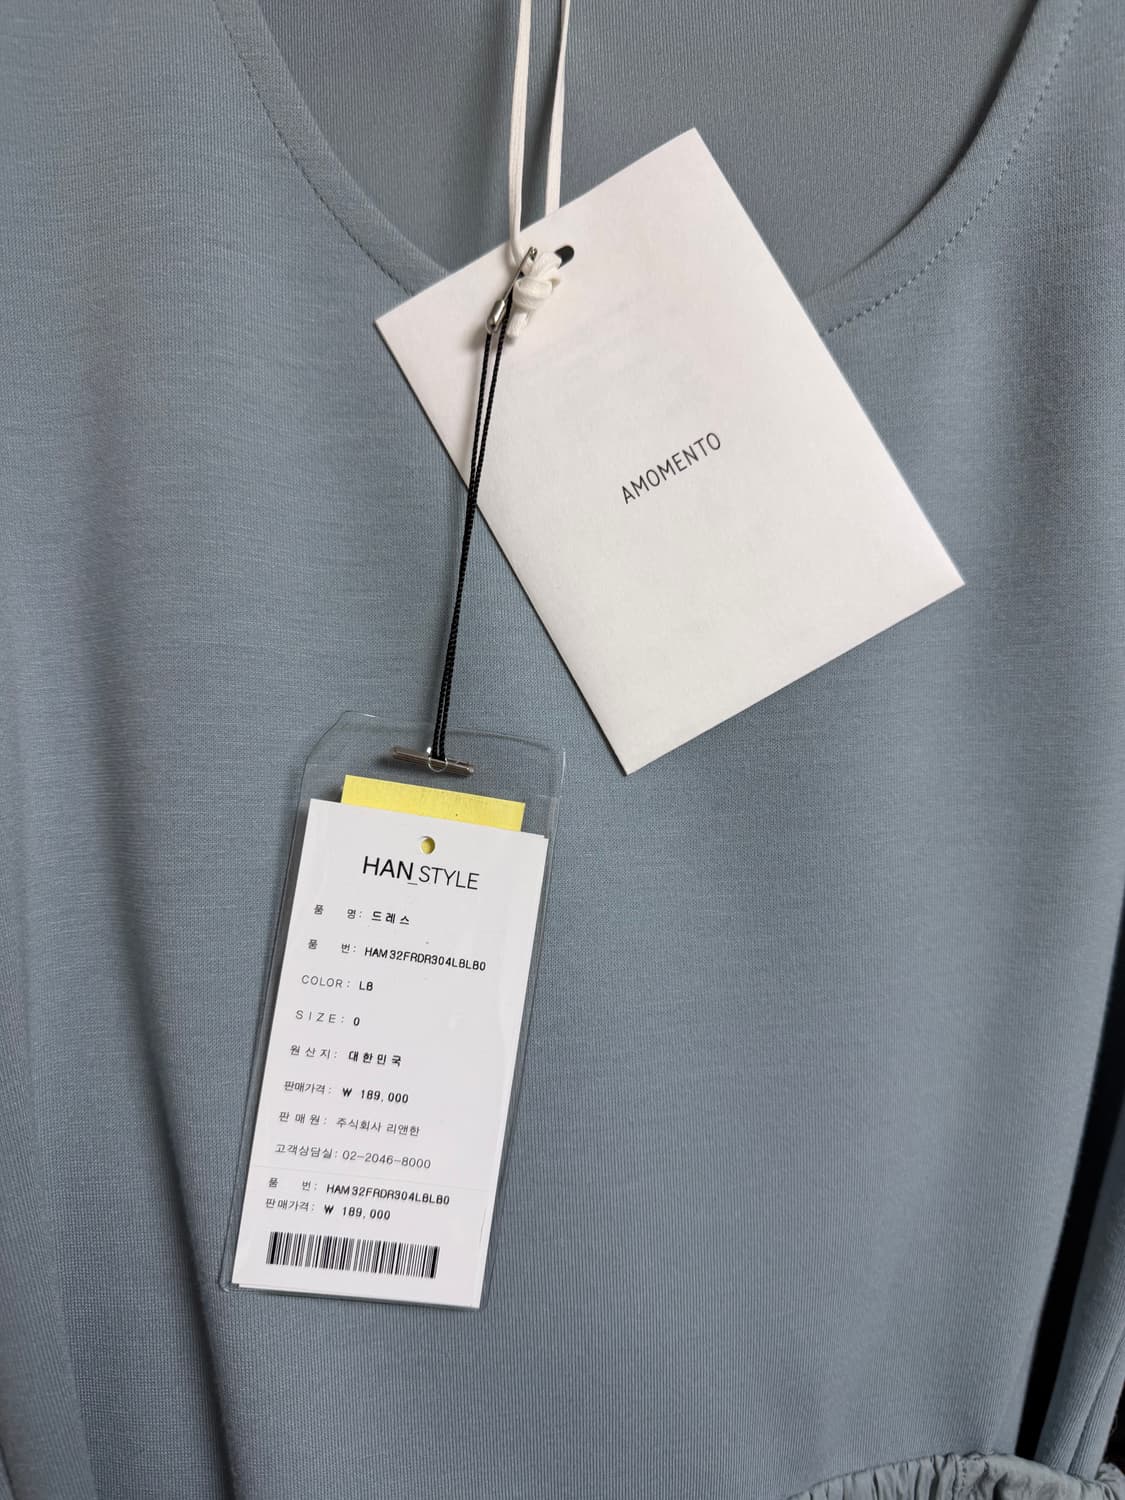 AMOMENTO
HAN_STYLE
품 명: 드레스
품 번: HAM32FRDR304LBLB0
COLOR: LB
SIZE: 0
원산지: 대한민국
판매가격: ₩ 189,000
판매원: 주식회사 리앤한
고객상담실: 02-2046-8000
품 번: HAM32FRDR304LBLB0
판매가격: ₩ 189,000